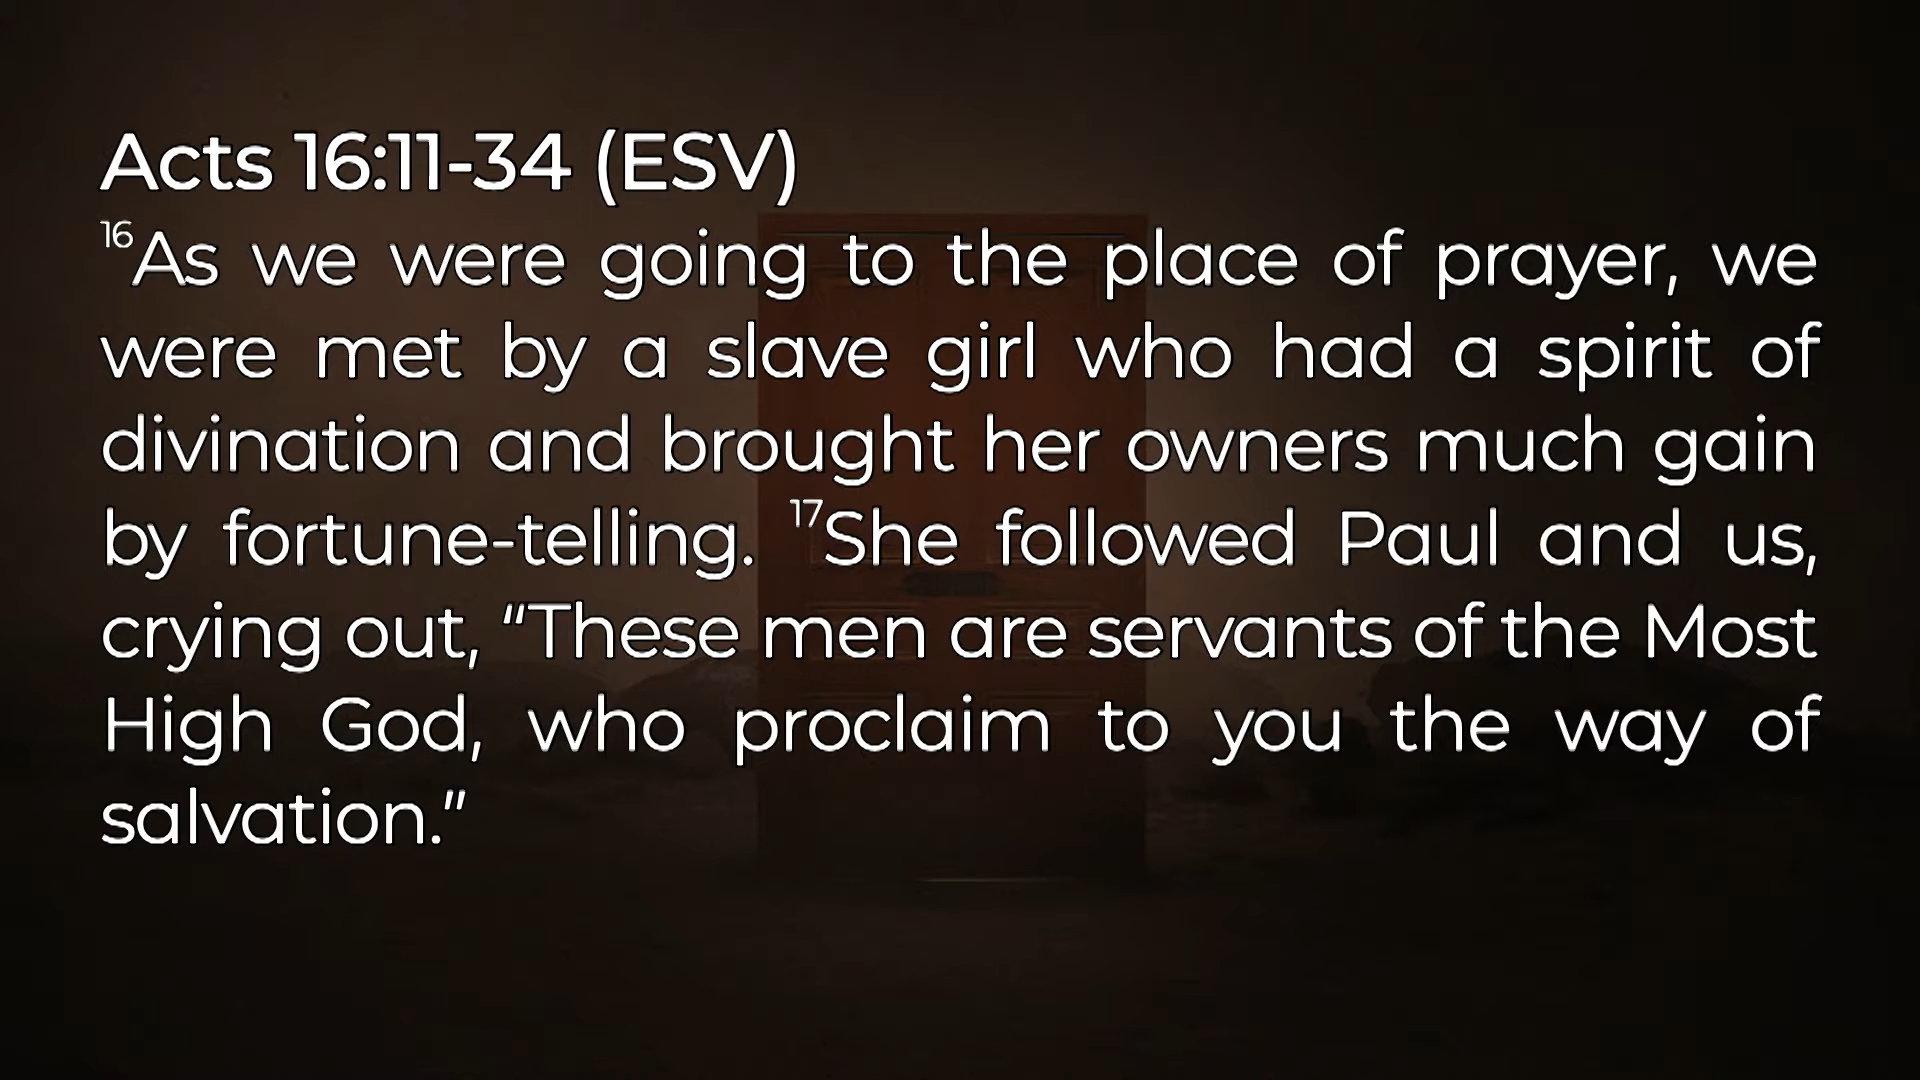 Acts 16:11-34 (ESV)
16As we were going to the place of prayer, we
were met by a slave girl who had a spirit of
divination and brought her owners much gain
by fortune-telling. 17She followed Paul and us,
crying out, “These men are servants of the Most
High God, who proclaim to you the way of
salvation.”